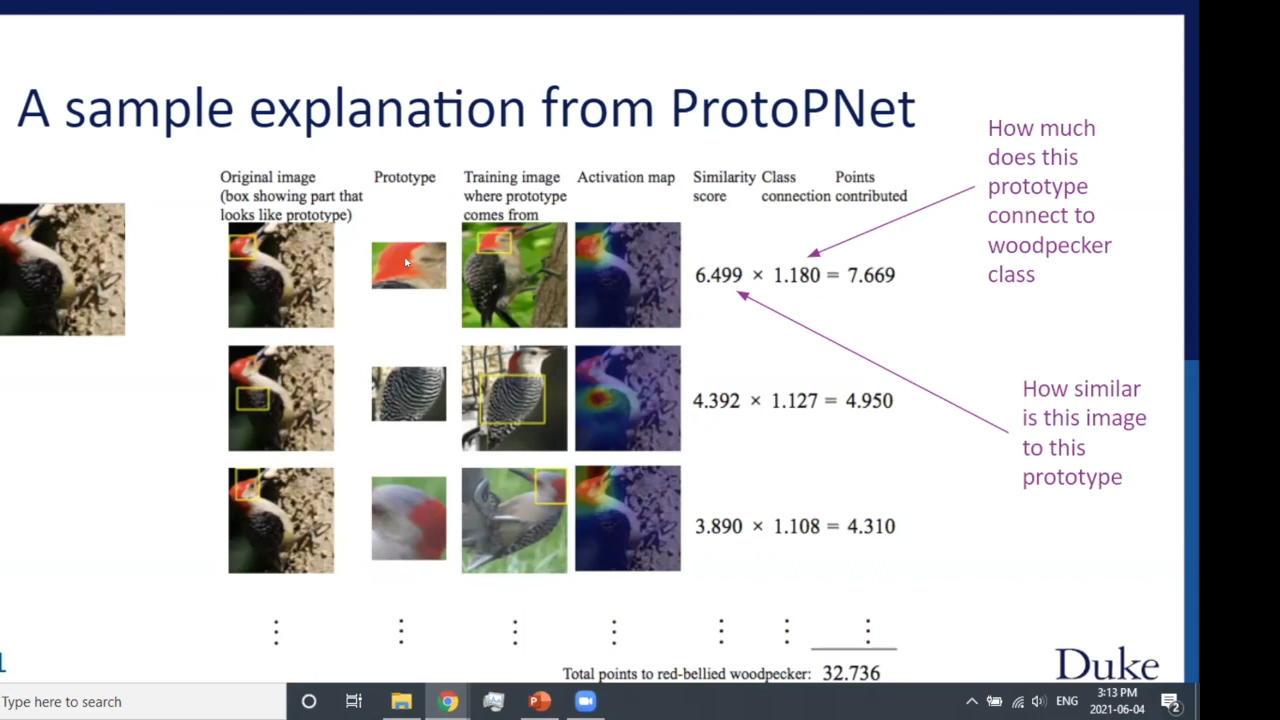 A sample explanation from ProtoPNet
Original image
(box showing part that
looks like prototype)
Prototype
Training image
where prototype
comes from
Activation map
Similarity
score
Class
connection
Points
contributed
6.499 × 1.180 = 7.669
4.392 × 1.127 = 4.950
3.890 × 1.108 = 4.310
Total points to red-bellied woodpecker: 32.736
How much
does this
prototype
connect to
woodpecker
class
How similar
is this image
to this
prototype
Duke
1
Type here to search
ENG
3:13 PM
2021-06-04
2